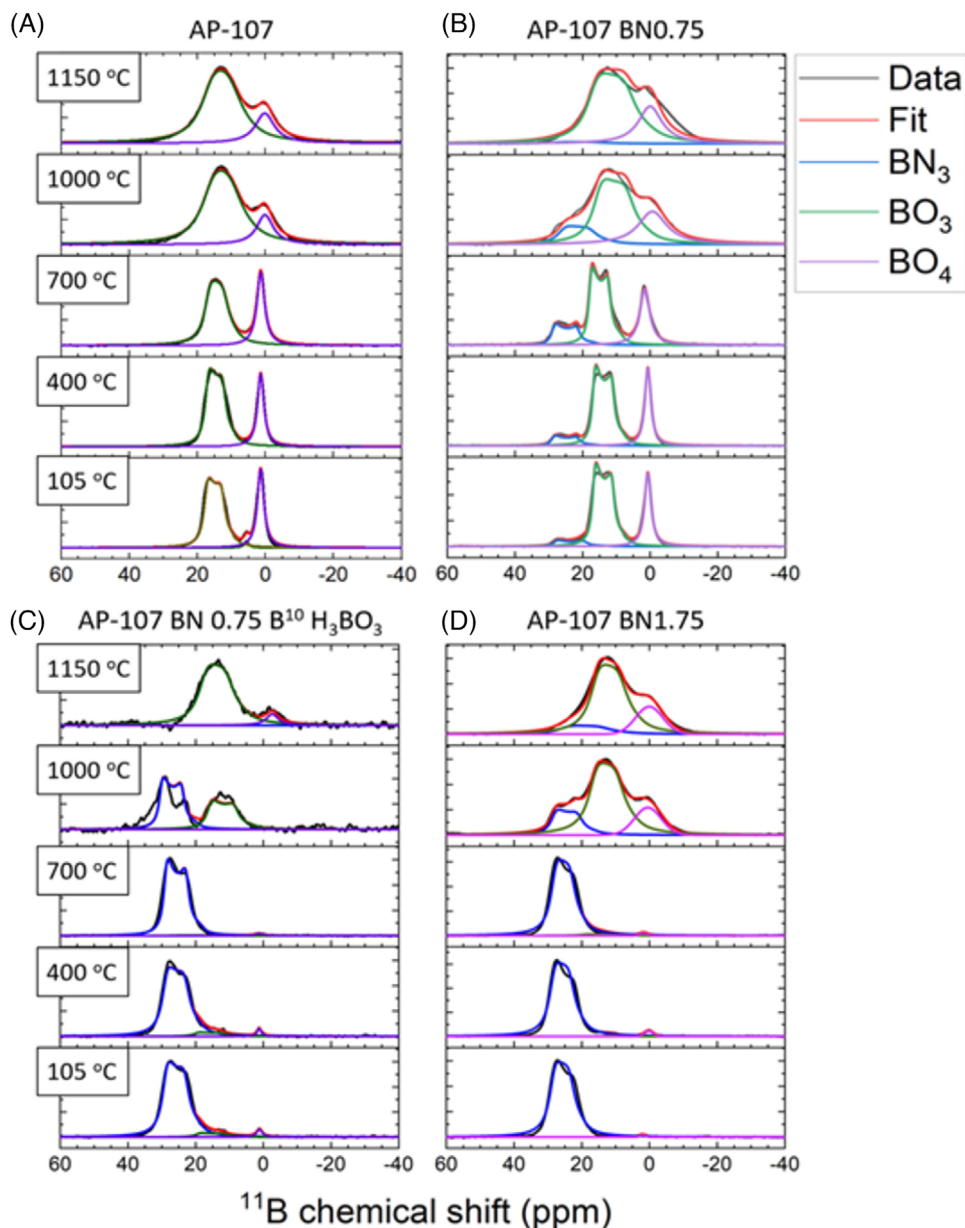 (A) AP-107
(B) AP-107 BN0.75
1150 °C
1000 °C
700 °C
400 °C
105 °C
60 40 20 0 -20 -40
60 40 20 0 -20 -40
Data
Fit
BN₃
BO₃
BO₄
(C) AP-107 BN 0.75 B¹⁰ H₃BO₃
(D) AP-107 BN1.75
1150 °C
1000 °C
700 °C
400 °C
105 °C
60 40 20 0 -20 -40
60 40 20 0 -20 -40
¹¹B chemical shift (ppm)